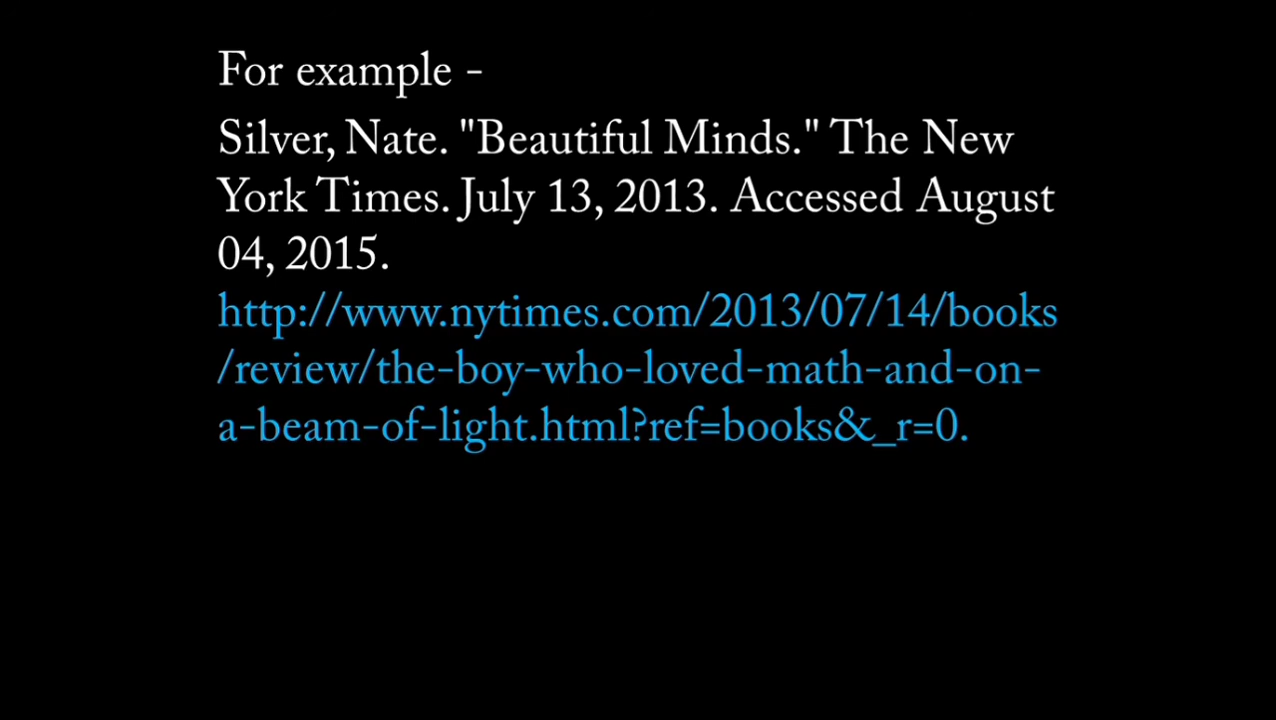 For example -
Silver, Nate. "Beautiful Minds." The New
York Times. July 13, 2013. Accessed August
04, 2015.
http://www.nytimes.com/2013/07/14/books
/review/the-boy-who-loved-math-and-on-
a-beam-of-light.html?ref=books&_r=0.